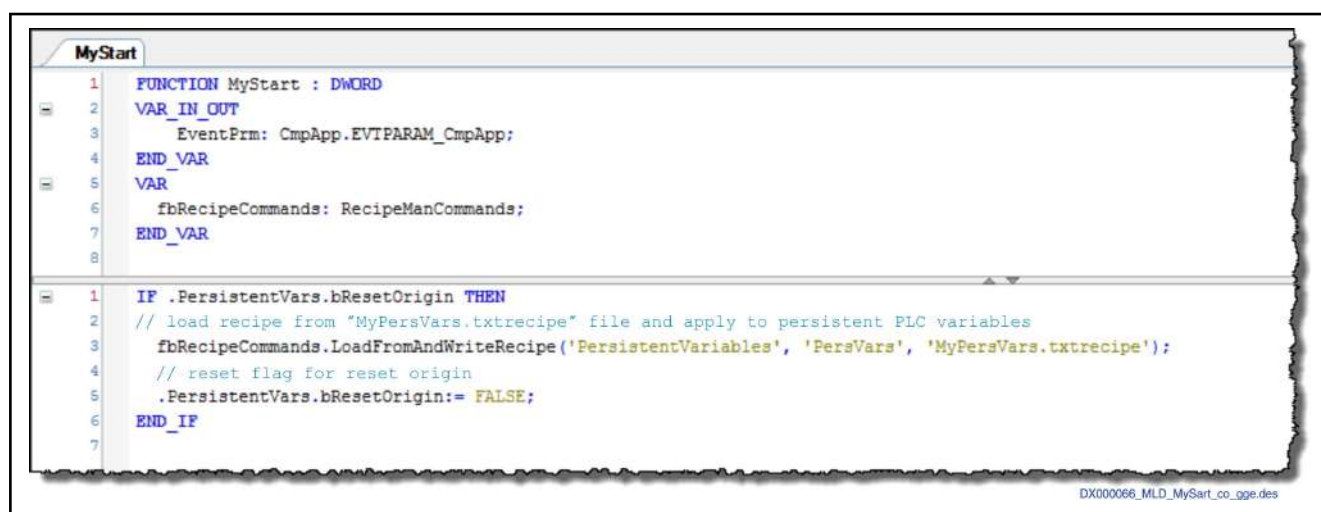 MyStart
1 FUNCTION MyStart : DWORD
2 VAR_IN_OUT
3 EventPrm: CmpApp.EVTPARAM_CmpApp;
4 END_VAR
5 VAR
6 fbRecipeCommands: RecipeManCommands;
7 END_VAR
8
1 IF .PersistentVars.bResetOrigin THEN
2 // load recipe from "MyPersVars.txtrecipe" file and apply to persistent PLC variables
3 fbRecipeCommands.LoadFromAndWriteRecipe('PersistentVariables', 'PersVars', 'MyPersVars.txtrecipe');
4 // reset flag for reset origin
5 .PersistentVars.bResetOrigin:= FALSE;
6 END_IF
7
DX000066_MLD_MySart_co_gge.des